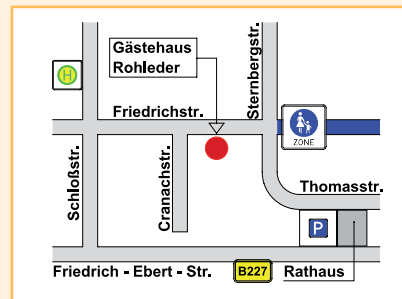 Gästehaus
Rohleder
Sternbergstr.
H
Friedrichstr.
ZONE
Schloßstr.
Cranachstr.
Thomasstr.
P
Friedrich - Ebert - Str.
B227
Rathaus